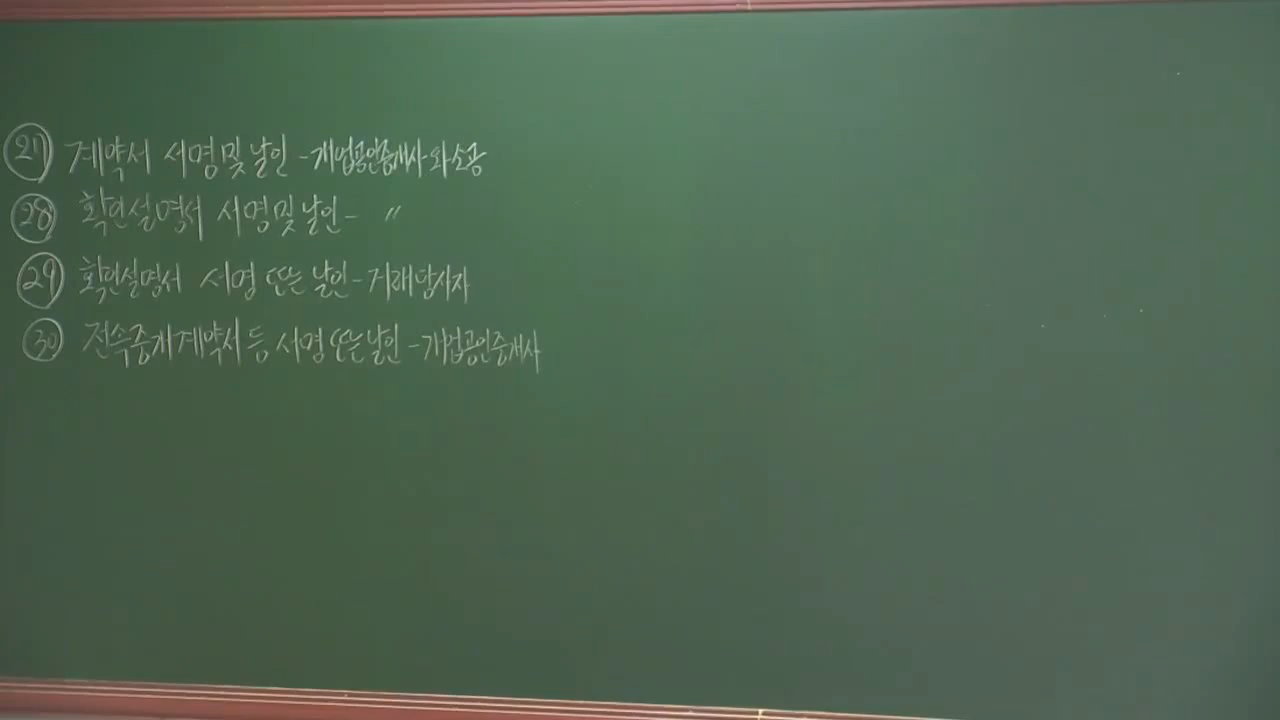 ㉗ 계약서 서명 및 날인 - 개업공인중개사와 소공
㉘ 확인설명서 서명 및 날인 - 〃
㉙ 확인설명서 서명 또는 날인 - 거래당사자
㉚ 전속중개계약서 등 서명 또는 날인 - 개업공인중개사